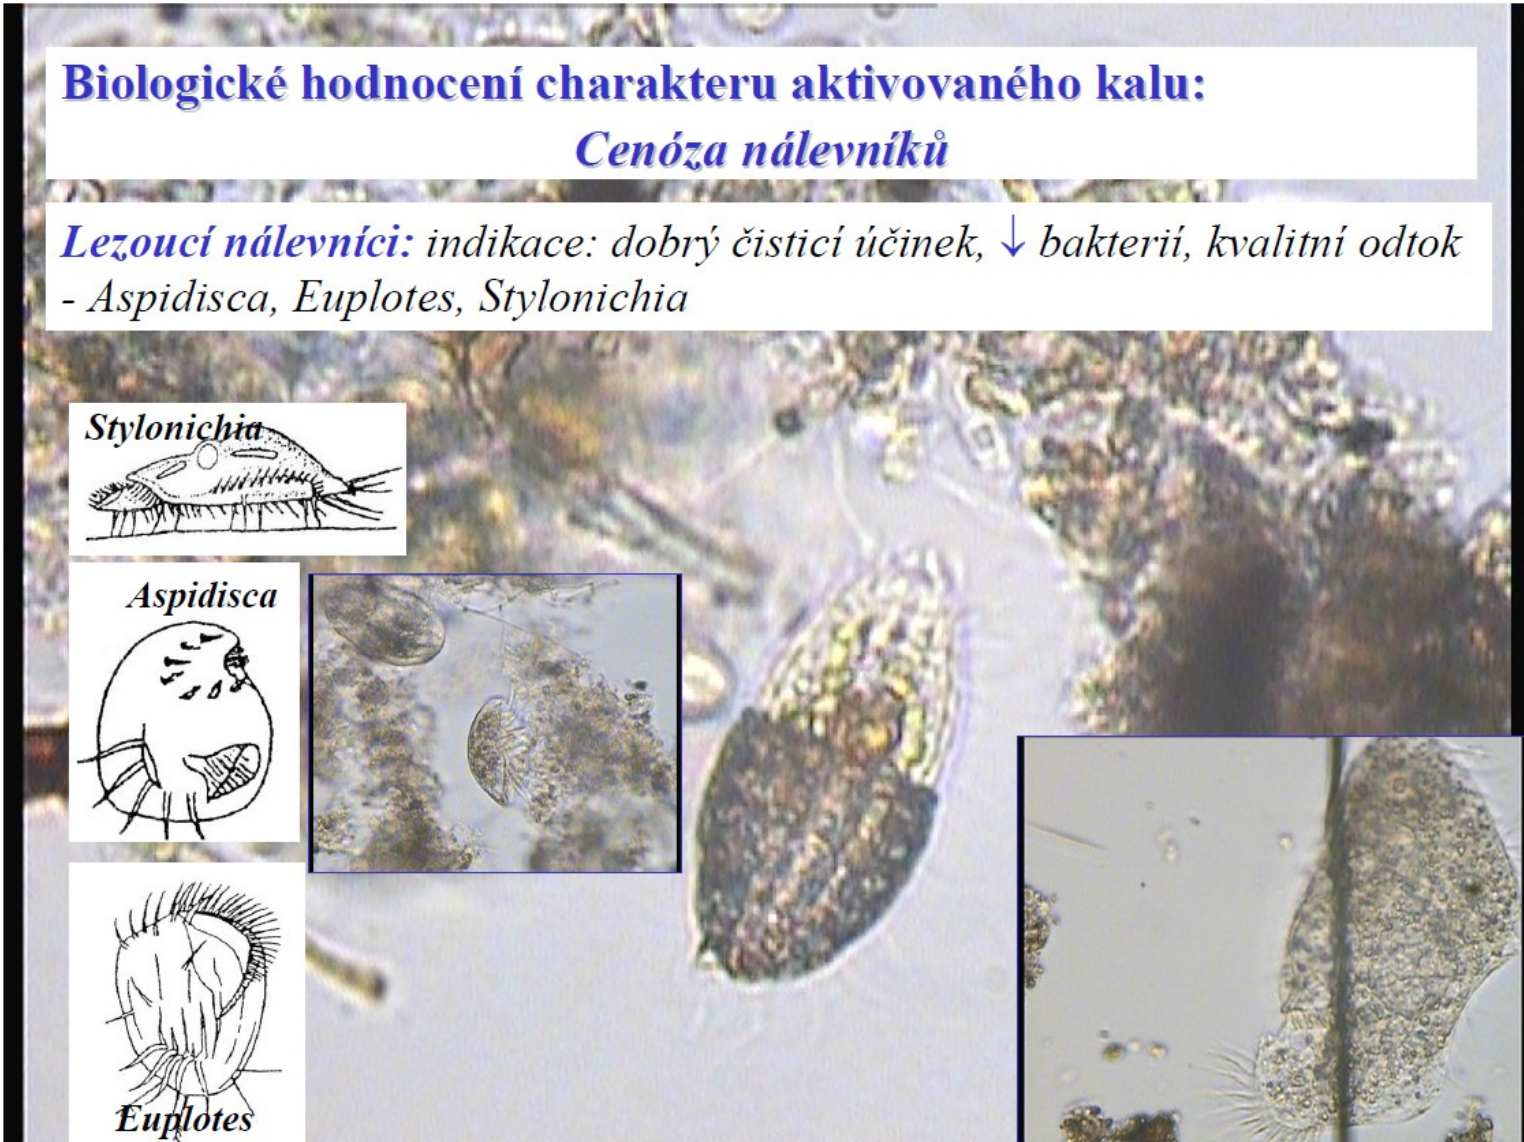 Biologické hodnocení charakteru aktivovaného kalu:
Cenóza nálevníků
Lezoucí nálevníci: indikace: dobrý čisticí účinek, ↓ bakterií, kvalitní odtok
- Aspidisca, Euplotes, Stylonichia
Stylonichia
Aspidisca
Euplotes